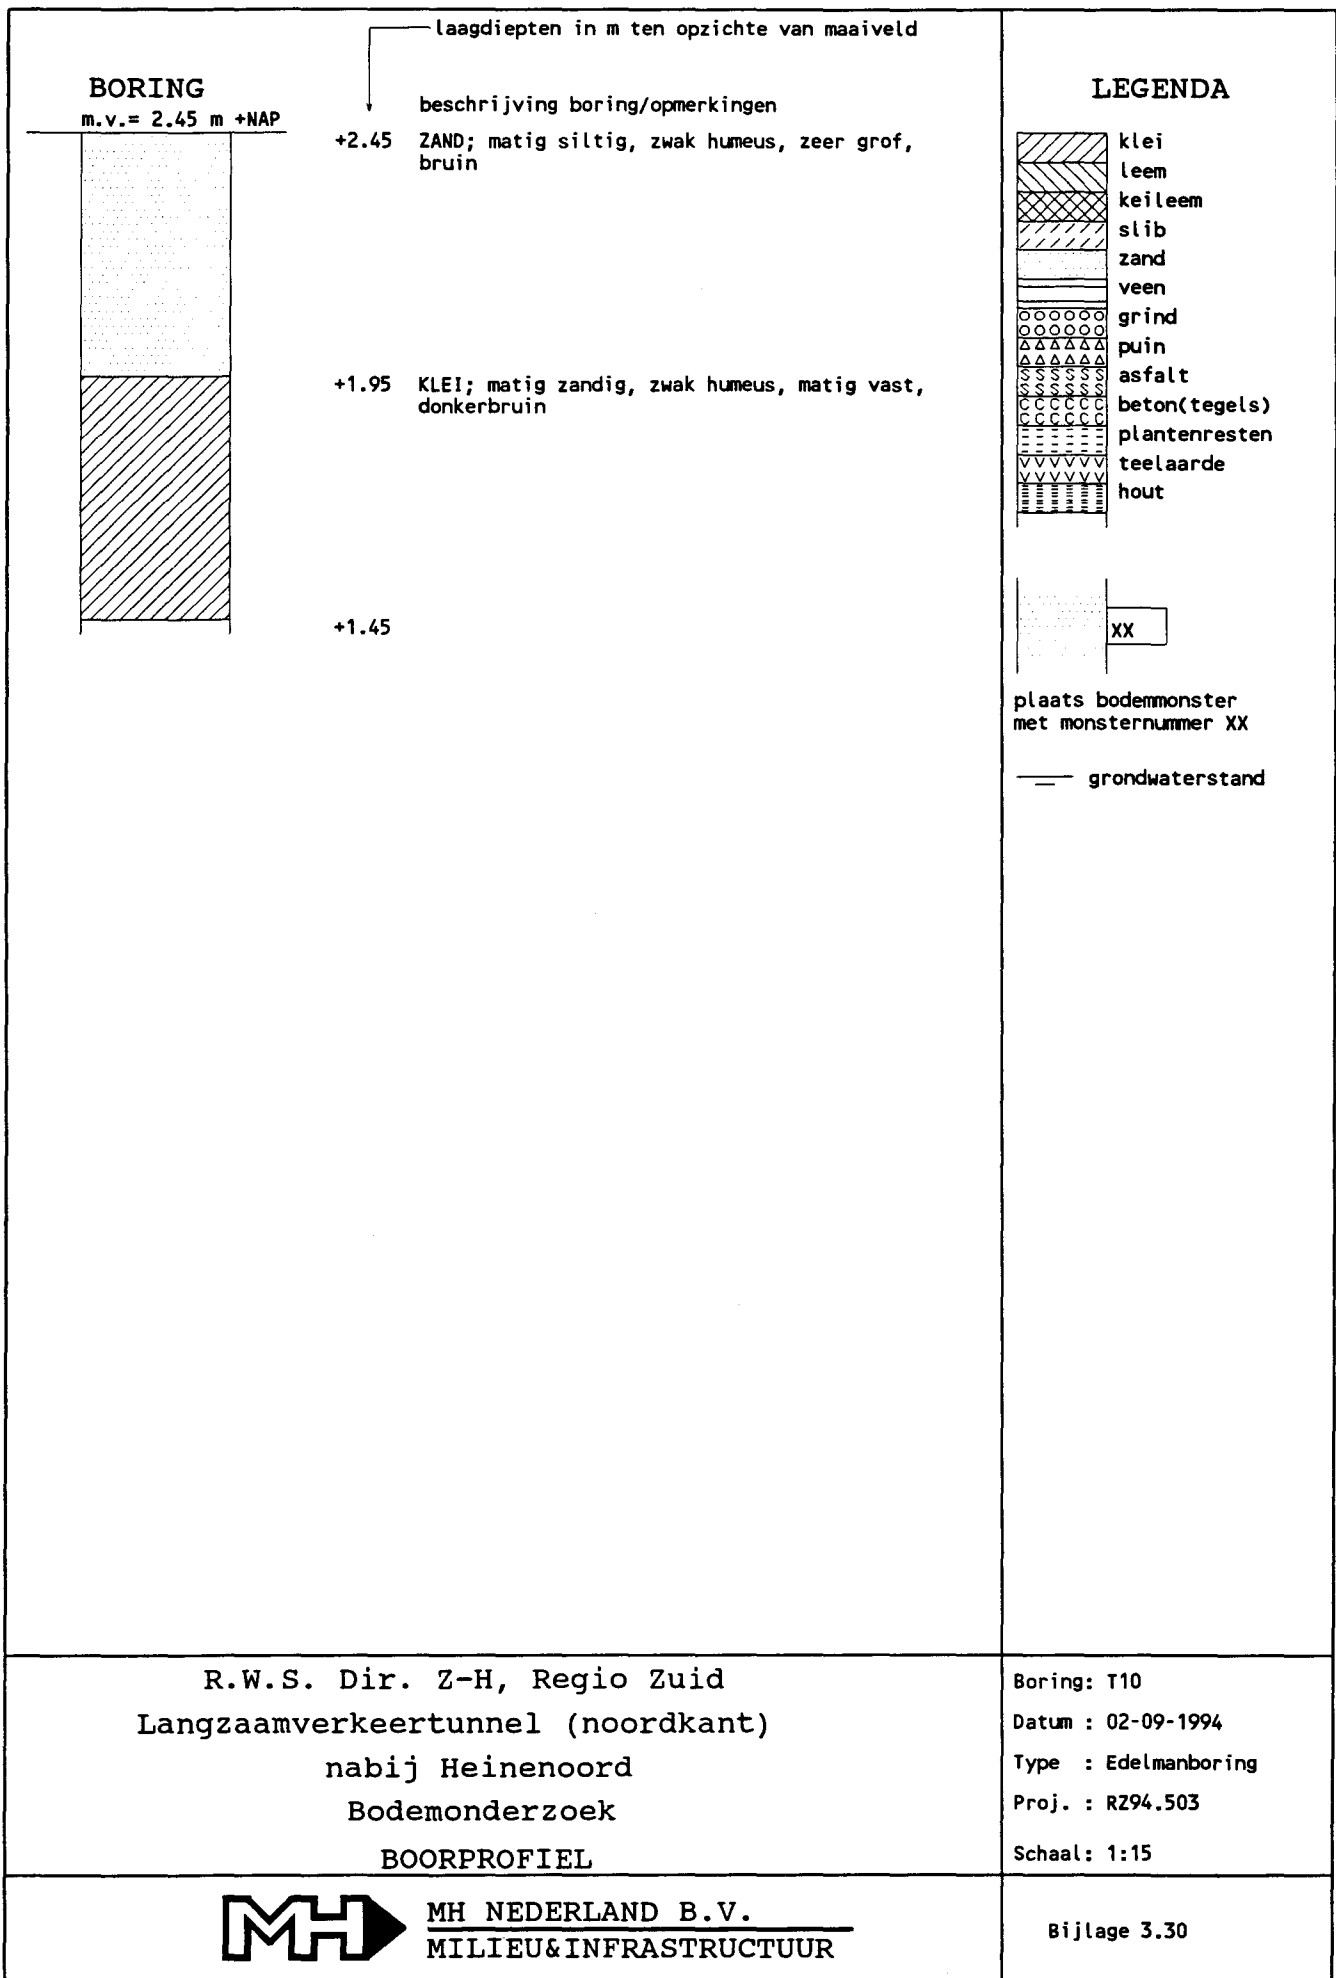 laagdiepten in m ten opzichte van maaiveld
BORING
m.v.= 2.45 m +NAP
beschrijving boring/opmerkingen
+2.45 ZAND; matig siltig, zwak humeus, zeer grof,
bruin
+1.95 KLEI; matig zandig, zwak humeus, matig vast,
donkerbruin
+1.45
LEGENDA
klei
leem
keileem
slib
zand
veen
grind
puin
asfalt
beton(tegels)
plantenresten
teelaarde
hout
XX
plaats bodemmonster
met monsternummer XX
grondwaterstand
R.W.S. Dir. Z-H, Regio Zuid
Langzaamverkeertunnel (noordkant)
nabij Heinenoord
Bodemonderzoek
BOORPROFIEL
Boring: T10
Datum : 02-09-1994
Type : Edelmanboring
Proj. : RZ94.503
Schaal: 1:15
MH
MH NEDERLAND B.V.
MILIEU&INFRASTRUCTUUR
Bijlage 3.30